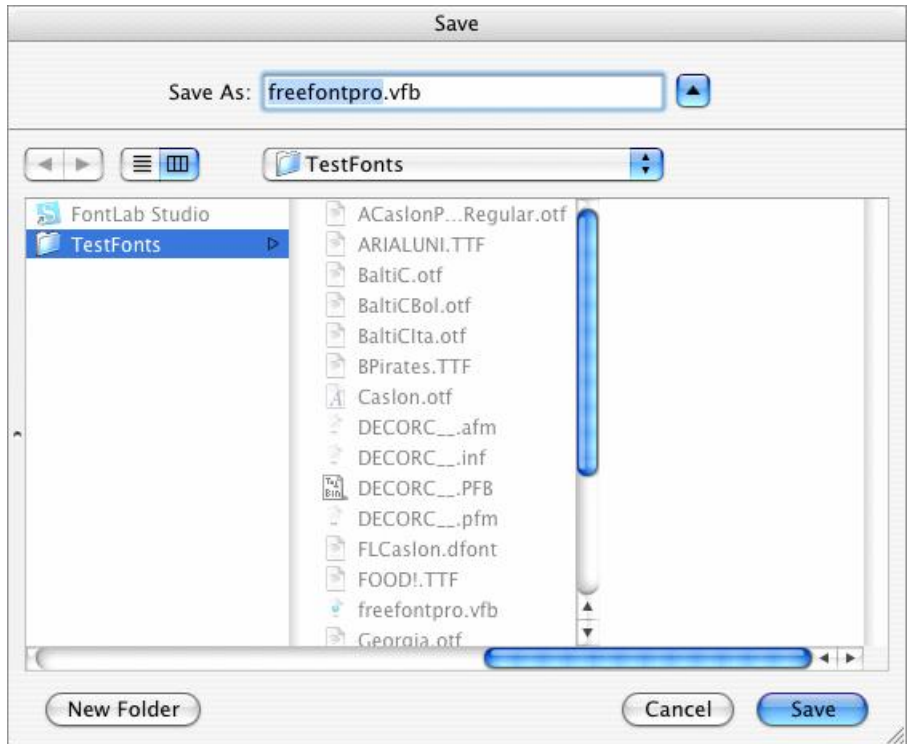 Save
Save As: freefontpro.vfb
TestFonts
FontLab Studio
TestFonts
ACaslonP...Regular.otf
ARIALUNI.TTF
BaltiC.otf
BaltiCBol.otf
BaltiCIta.otf
BPirates.TTF
Caslon.otf
DECORC__.afm
DECORC__.inf
DECORC__.PFB
DECORC__.pfm
FLCaslon.dfont
FOOD!.TTF
freefontpro.vfb
Georgia.otf
New Folder
Cancel
Save